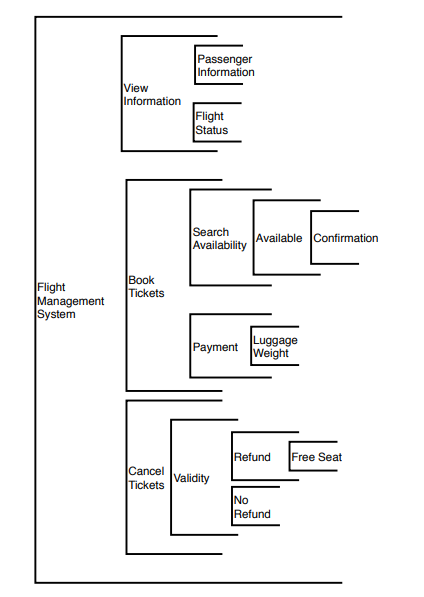 Flight
Management
System
View
Information
Passenger
Information
Flight
Status
Book
Tickets
Search
Availability
Available
Confirmation
Payment
Luggage
Weight
Cancel
Tickets
Validity
Refund
Free Seat
No
Refund